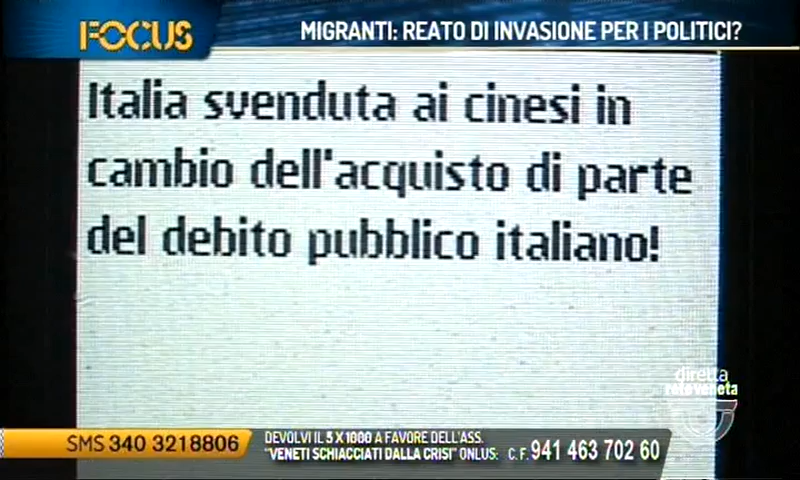 FOCUS
MIGRANTI: REATO DI INVASIONE PER I POLITICI?
Italia svenduta ai cinesi in
cambio dell'acquisto di parte
del debito pubblico italiano!
diretta
reteveneta
SMS 340 3218806
DEVOLVI IL 5 X 1000 A FAVORE DELL'ASS.
"VENETI SCHIACCIATI DALLA CRISI" ONLUS: C.F. 941 463 702 60